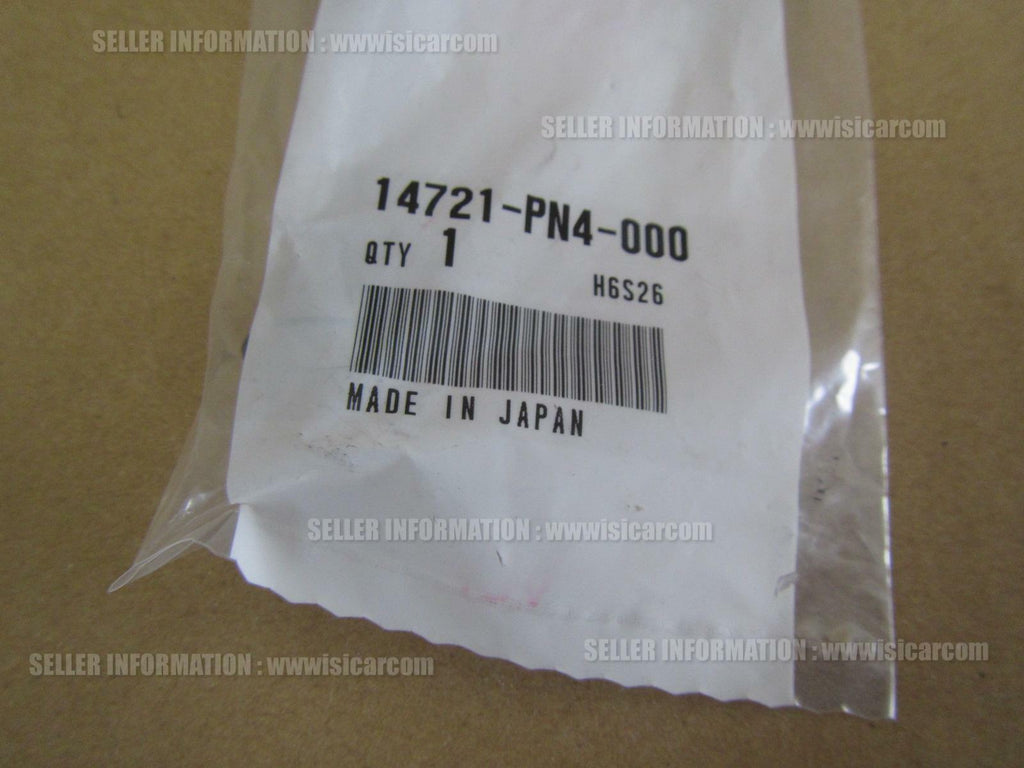 SELLER INFORMATION : wwwisicarcom
SELLER INFORMATION : wwwisicarcom
14721-PN4-000
QTY 1
H6S26
MADE IN JAPAN
SELLER INFORMATION : wwwisicarcom
SELLER INFORMATION : wwwisicarcom
SELLER INFORMATION : wwwisicarcom